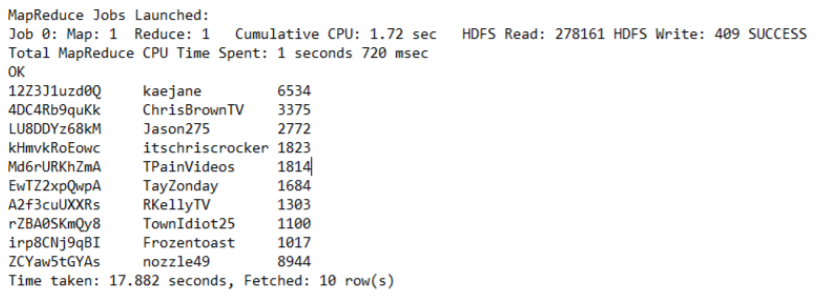 MapReduce Jobs Launched:
Job 0: Map: 1  Reduce: 1   Cumulative CPU: 1.72 sec   HDFS Read: 278161 HDFS Write: 409 SUCCESS
Total MapReduce CPU Time Spent: 1 seconds 720 msec
OK
12Z3J1uzd0Q     kaejane         6534
4DC4Rb9quKk     ChrisBrownTV    3375
LU8DDYz68kM     Jason275        2772
kHmvkRoEowc     itschriscrocker 1823
Md6rURKhZmA     TPainVideos     1814
EwTZ2xpQwpA     TayZonday       1684
A2f3cuUXXRs     RKellyTV        1303
rZBA0SKmQy8     TownIdiot25     1100
irp8CNj9qBI     Frozentoast     1017
ZCYaw5tGYAs     nozzle49        8944
Time taken: 17.882 seconds, Fetched: 10 row(s)